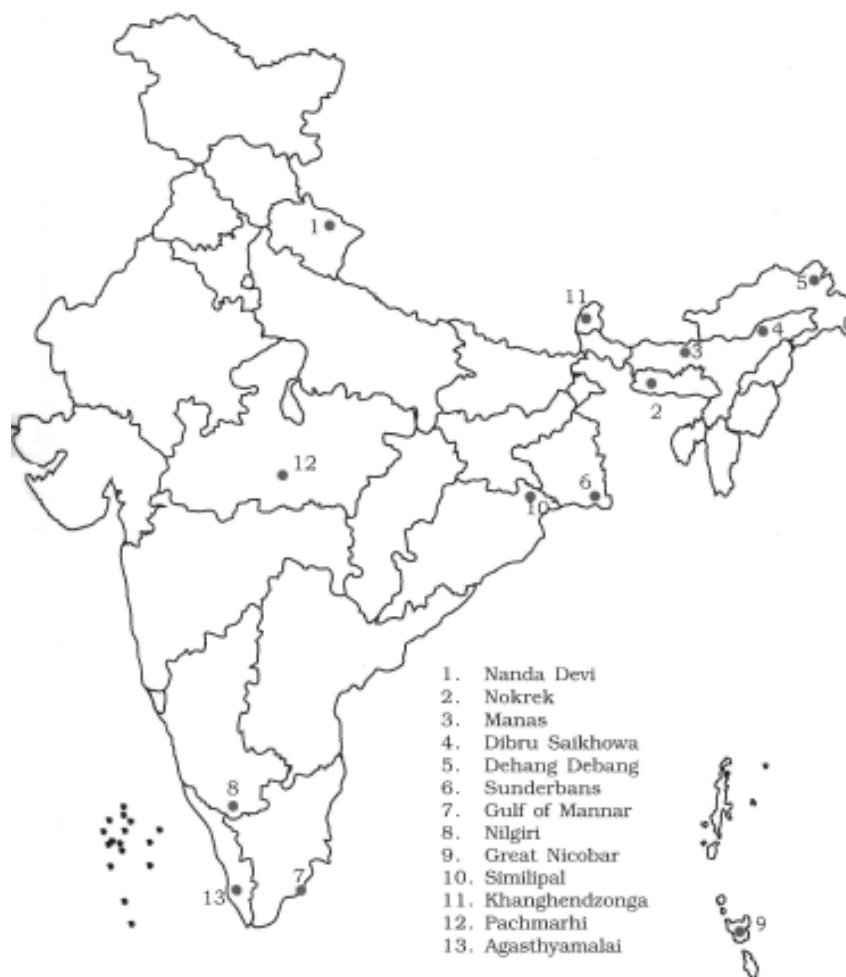 1
11
5
4
3
2
12
6
10
1. Nanda Devi
2. Nokrek
3. Manas
4. Dibru Saikhowa
5. Dehang Debang
6. Sunderbans
7. Gulf of Mannar
8. Nilgiri
9. Great Nicobar
10. Similipal
11. Khanghendzonga
12. Pachmarhi
13. Agasthyamalai
8
13
7
9